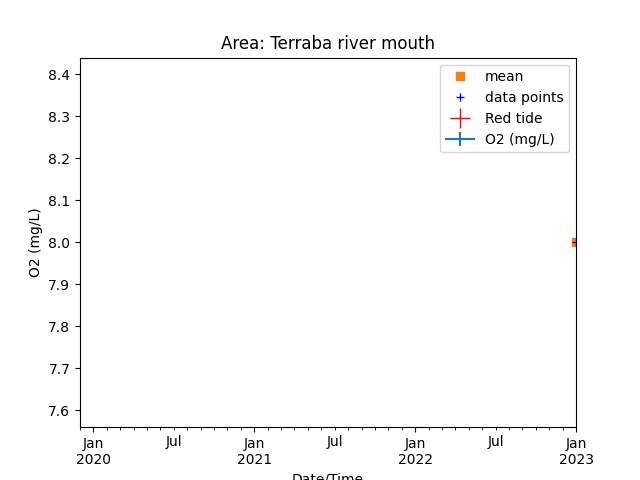 Area: Terraba river mouth
mean
data points
Red tide
O2 (mg/L)
O2 (mg/L)
8.4
8.3
8.2
8.1
8.0
7.9
7.8
7.7
7.6
Jan Jul Jan Jul Jan Jul Jan
2020 2021 2022 2023
Date/Time